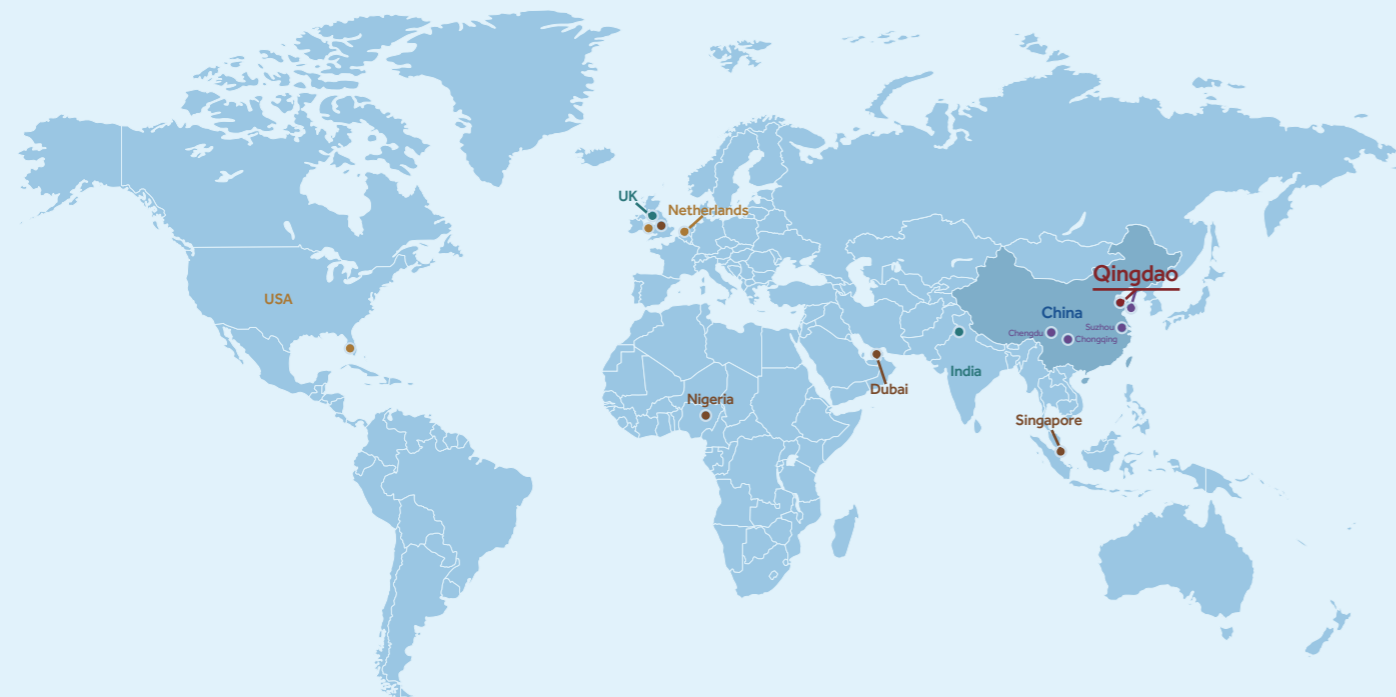 UK
Netherlands
Qingdao
USA
China
Suzhou
Chengdu
Chongqing
India
Dubai
Nigeria
Singapore